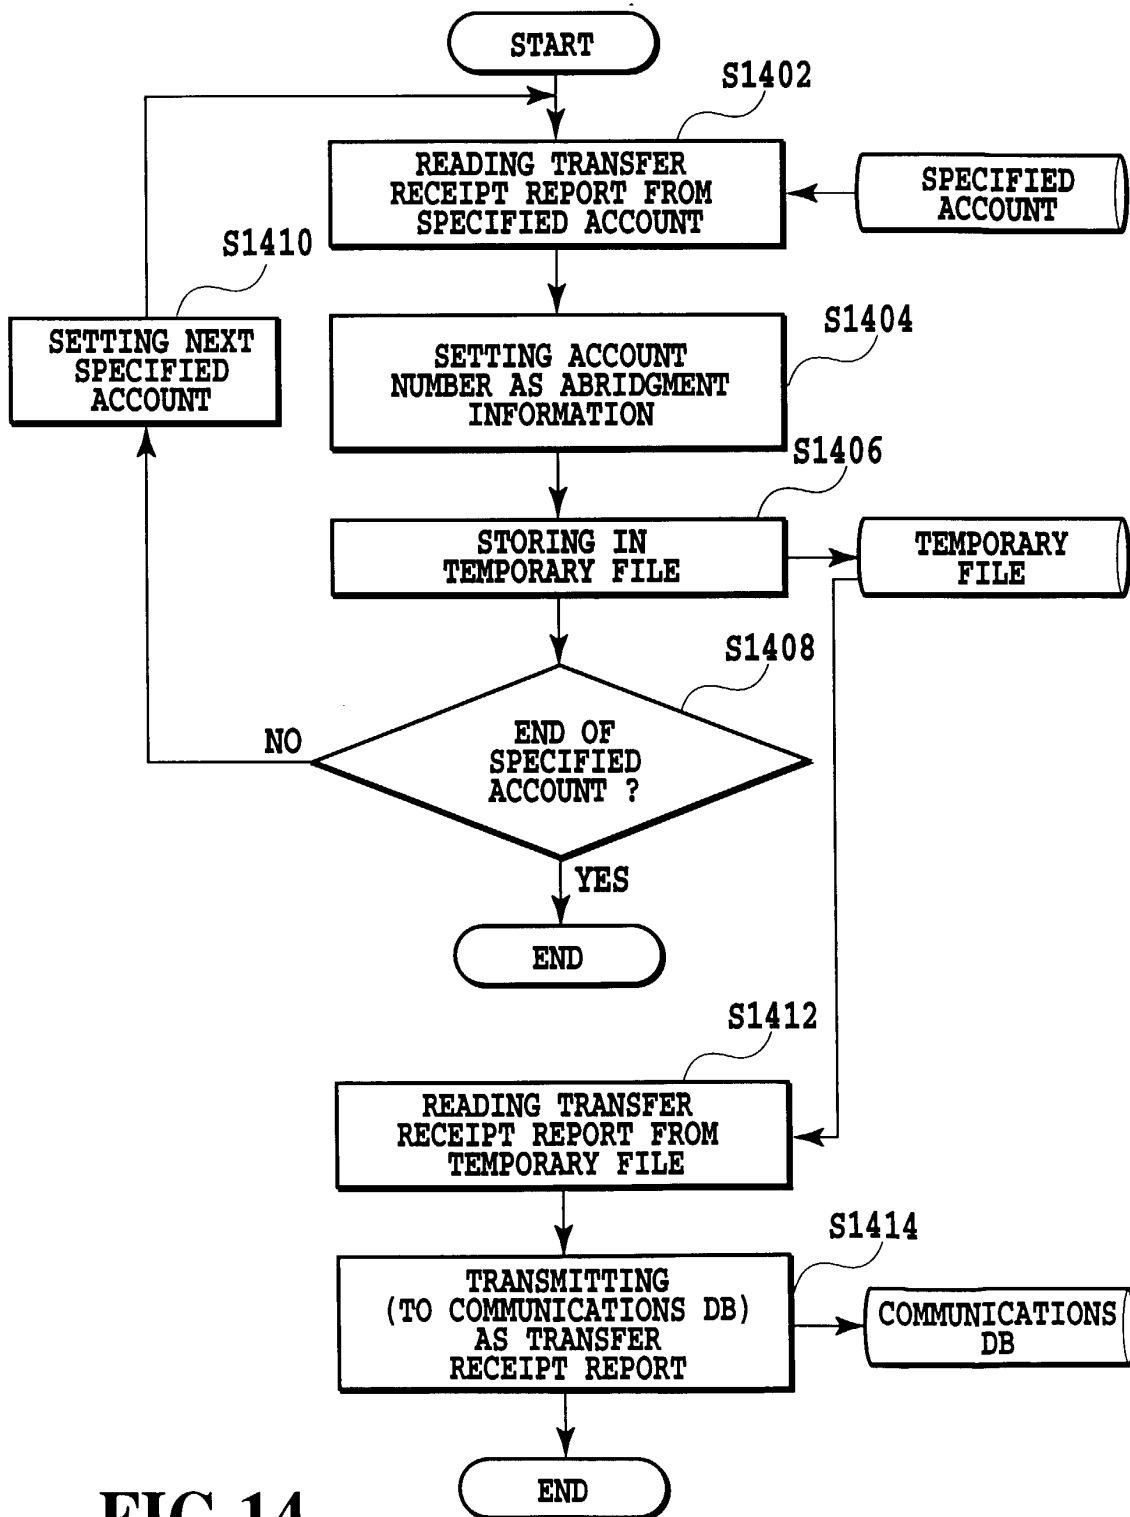 START
S1402
READING TRANSFER
RECEIPT REPORT FROM
SPECIFIED ACCOUNT
SPECIFIED
ACCOUNT
S1410
SETTING NEXT
SPECIFIED
ACCOUNT
S1404
SETTING ACCOUNT
NUMBER AS ABRIDGMENT
INFORMATION
S1406
STORING IN
TEMPORARY FILE
TEMPORARY
FILE
S1408
END OF
SPECIFIED
ACCOUNT ?
NO
YES
END
S1412
READING TRANSFER
RECEIPT REPORT FROM
TEMPORARY FILE
S1414
TRANSMITTING
(TO COMMUNICATIONS DB)
AS TRANSFER
RECEIPT REPORT
COMMUNICATIONS
DB
END
FIG.14